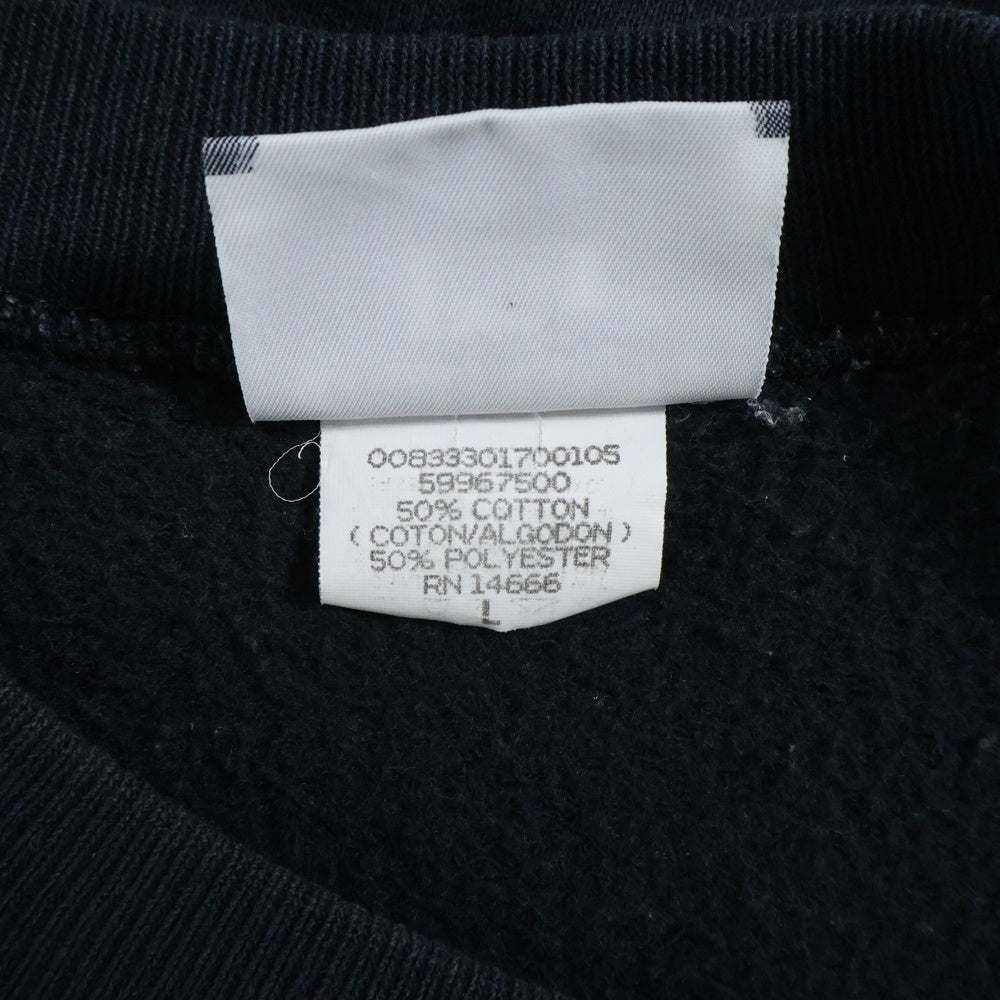 00833301700105
59967500
50% COTTON
(COTON/ALGODON)
50% POLYESTER
RN 14666
L